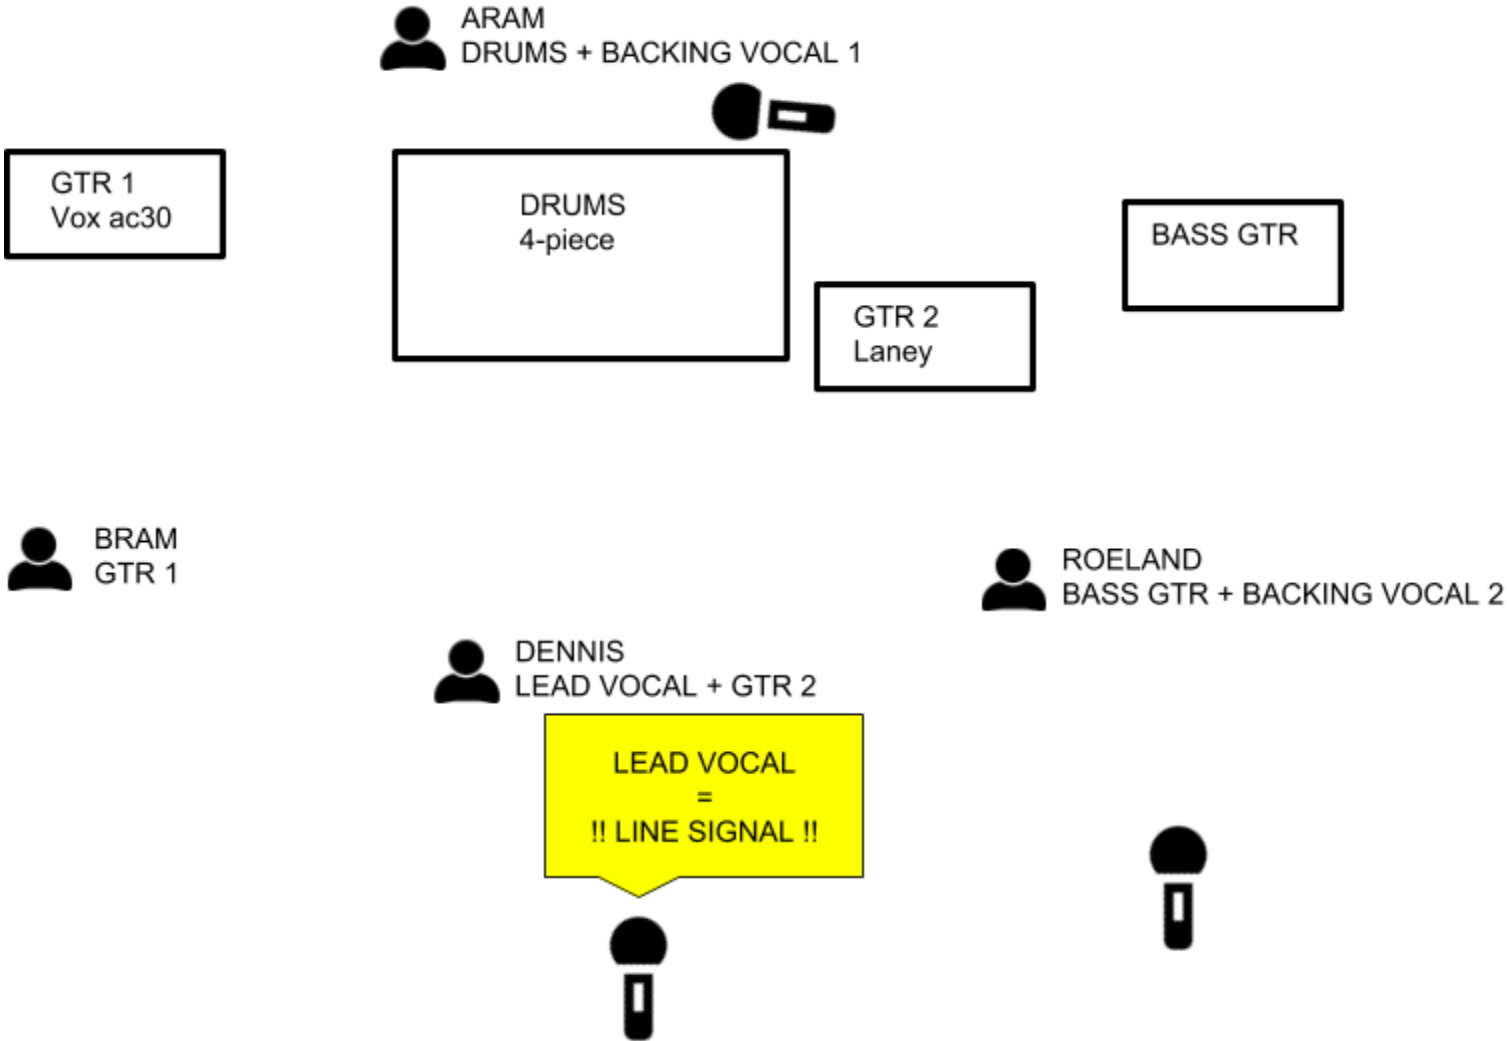 ARAM
DRUMS + BACKING VOCAL 1
GTR 1
Vox ac30
DRUMS
4-piece
BASS GTR
GTR 2
Laney
BRAM
GTR 1
ROELAND
BASS GTR + BACKING VOCAL 2
DENNIS
LEAD VOCAL + GTR 2
LEAD VOCAL
=
!! LINE SIGNAL !!